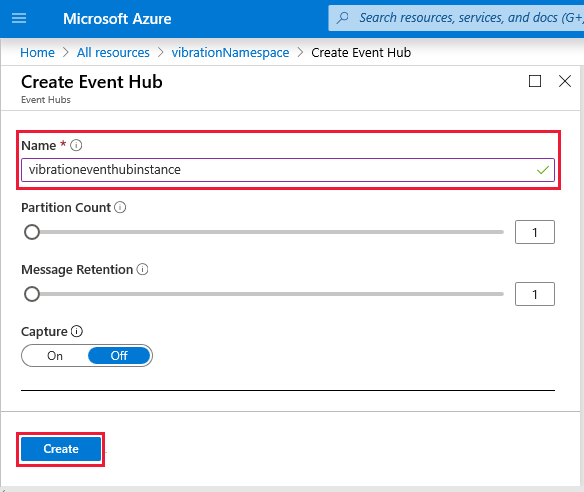 Microsoft Azure
Search resources, services, and docs (G+/
Home > All resources > vibrationNamespace > Create Event Hub
Create Event Hub
Event Hubs
Name *
vibrationeventhubinstance
Partition Count
1
Message Retention
1
Capture
On Off
Create